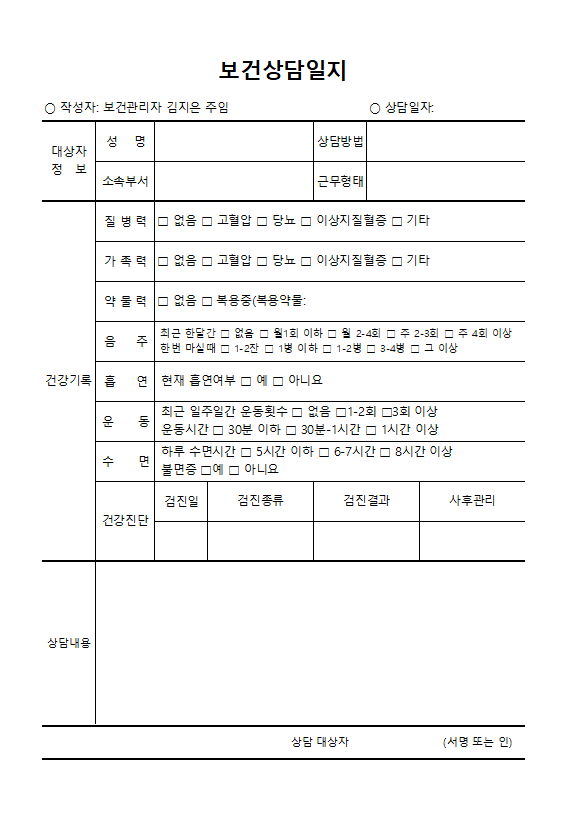 보건상담일지
○ 작성자: 보건관리자 김지은 주임 ○ 상담일자:
대상자 정 보
성 명 상담방법
소속부서 근무형태
건강기록
질 병 력 □ 없음 □ 고혈압 □ 당뇨 □ 이상지질혈증 □ 기타
가 족 력 □ 없음 □ 고혈압 □ 당뇨 □ 이상지질혈증 □ 기타
약 물 력 □ 없음 □ 복용중(복용약물:
음 주
최근 한달간 □ 없음 □ 월1회 이하 □ 월 2-4회 □ 주 2-3회 □ 주 4회 이상
한번 마실때 □ 1-2잔 □ 1병 이하 □ 1-2병 □ 3-4병 □ 그 이상
흡 연 현재 흡연여부 □ 예 □ 아니요
운 동
최근 일주일간 운동횟수 □ 없음 □1-2회 □3회 이상
운동시간 □ 30분 이하 □ 30분-1시간 □ 1시간 이상
수 면
하루 수면시간 □ 5시간 이하 □ 6-7시간 □ 8시간 이상
불면증 □예 □ 아니요
건강진단
검진일 검진종류 검진결과 사후관리
상담내용
상담 대상자 (서명 또는 인)